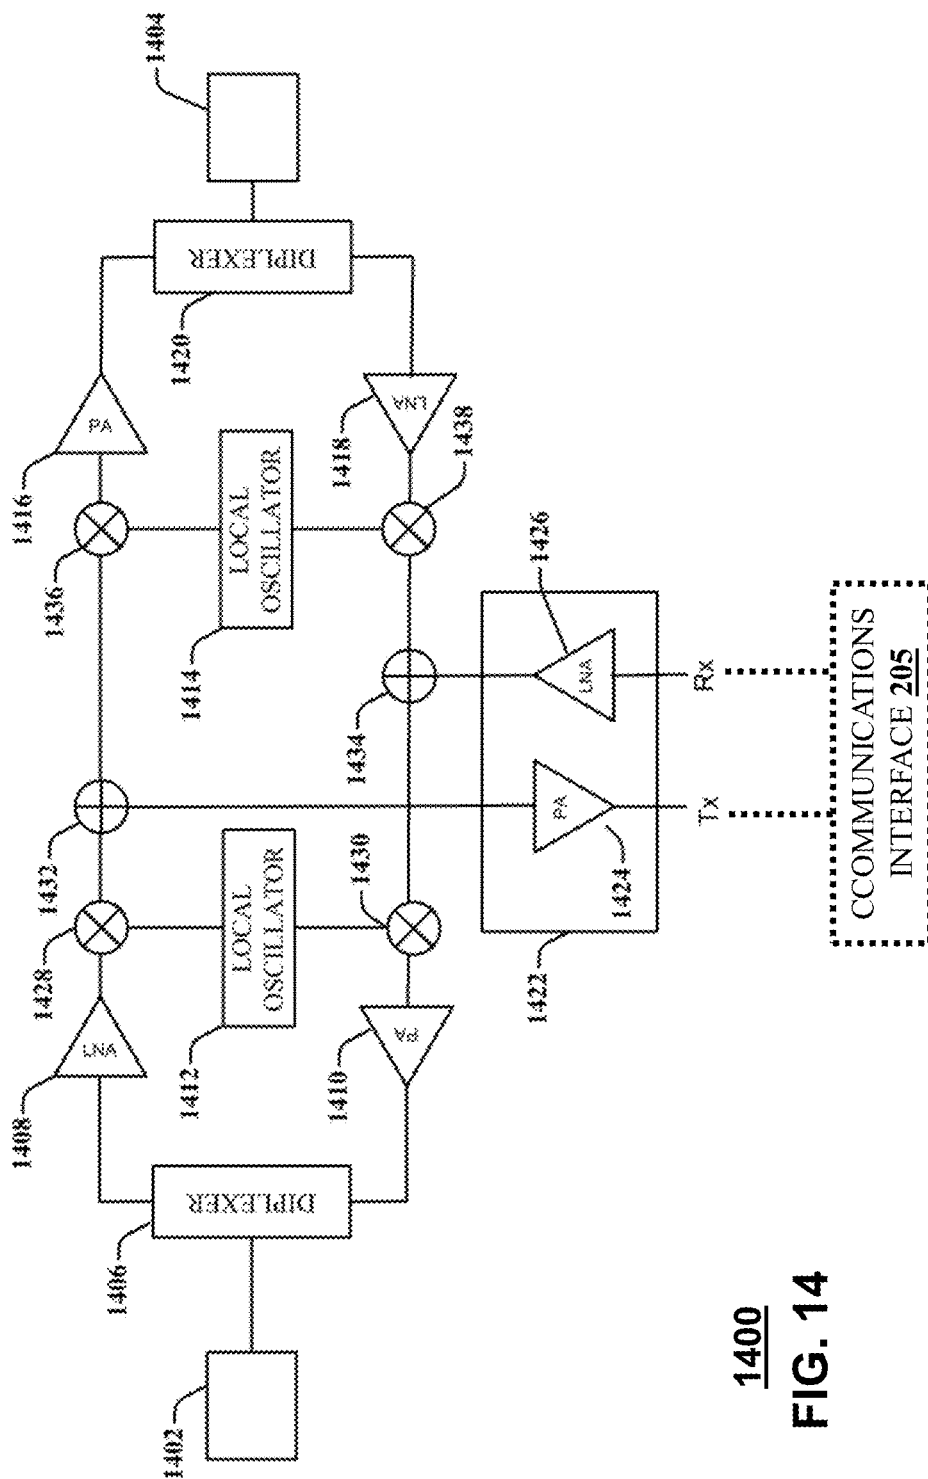 1408
1428
1432
1436
1416
1404
LNA
PA
1406
1420
1402
1412
1414
DIPLEXER
LOCAL
OSCILLATOR
LOCAL
OSCILLATOR
DIPLEXER
1410
1430
1434
1418
PA
LNA
1438
1422
1426
PA
LNA
1424
Tx
Rx
CCOMMUNICATIONS
INTERFACE 205
1400
FIG. 14